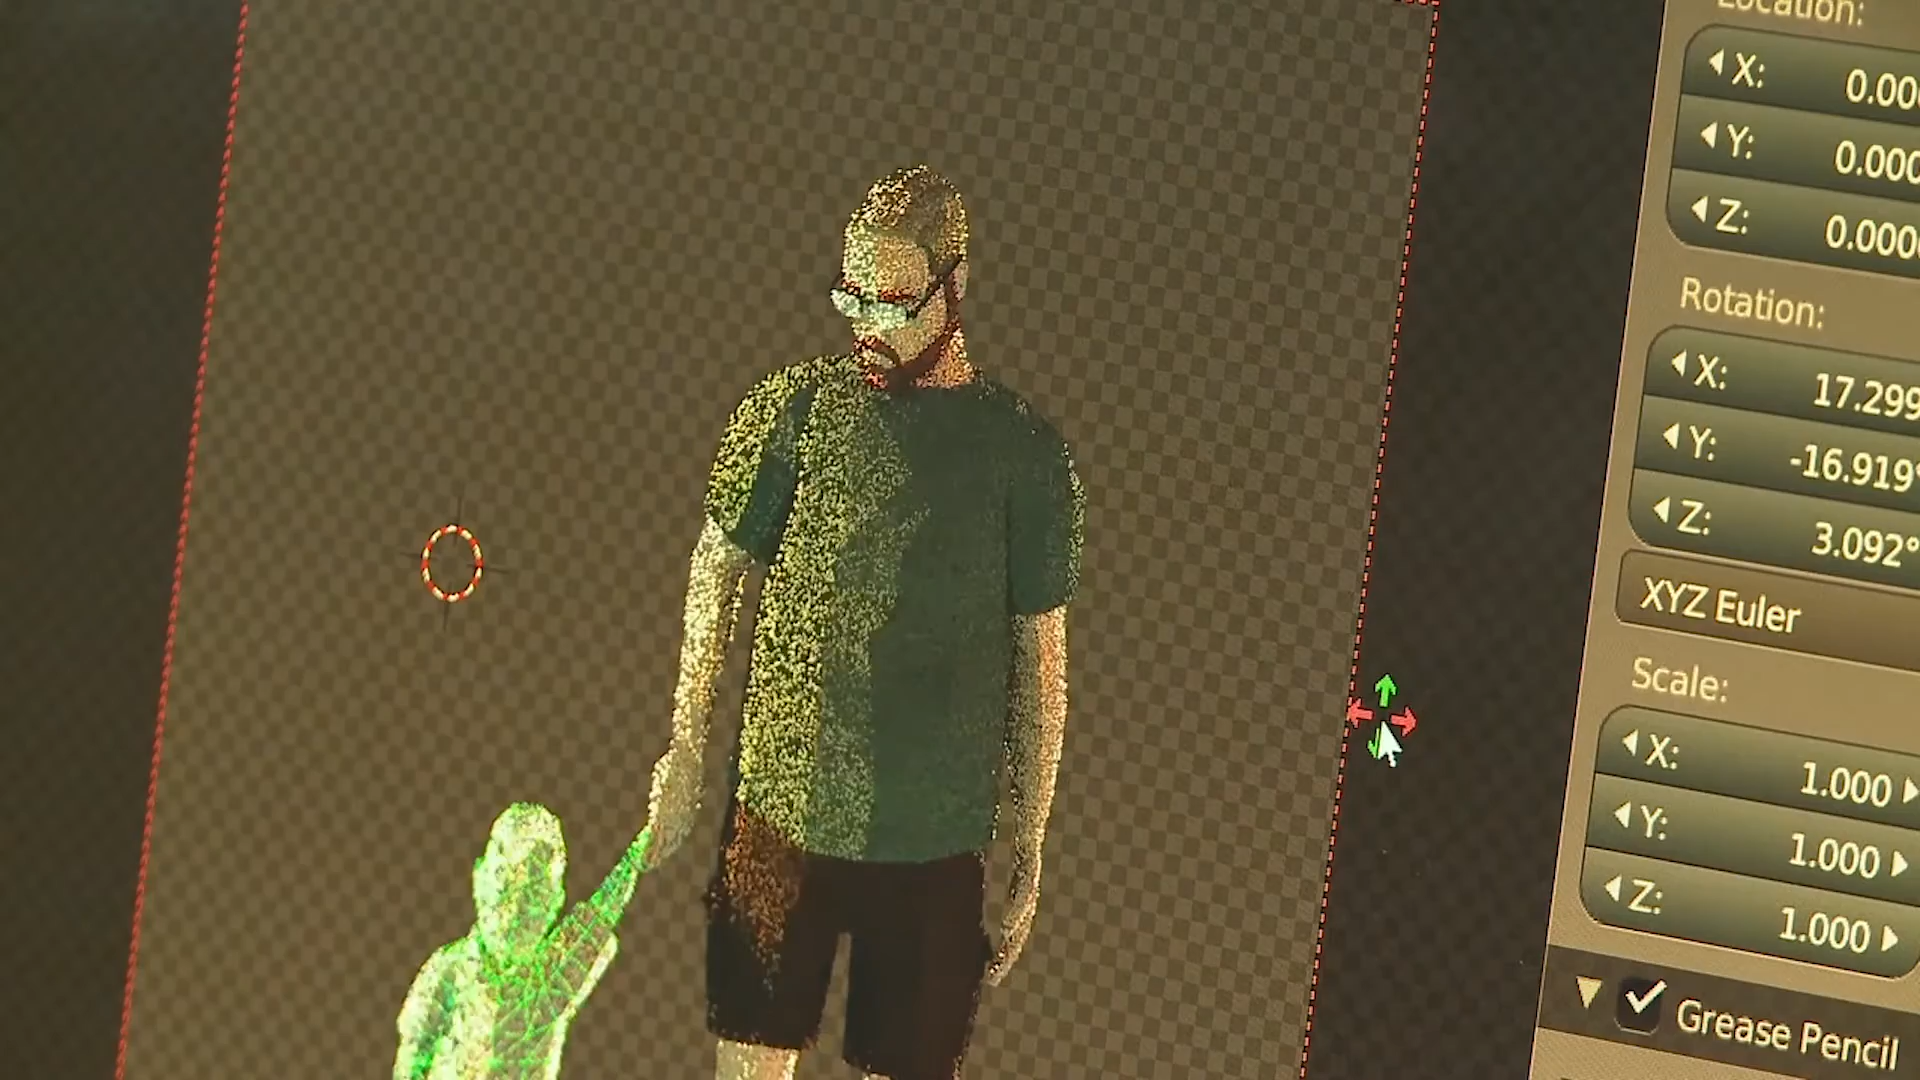 Location:
X: 0.00
Y: 0.000
Z: 0.000
Rotation:
X: 17.299
Y: -16.919°
Z: 3.092°
XYZ Euler
Scale:
X: 1.000
Y: 1.000
Z: 1.000
Grease Pencil